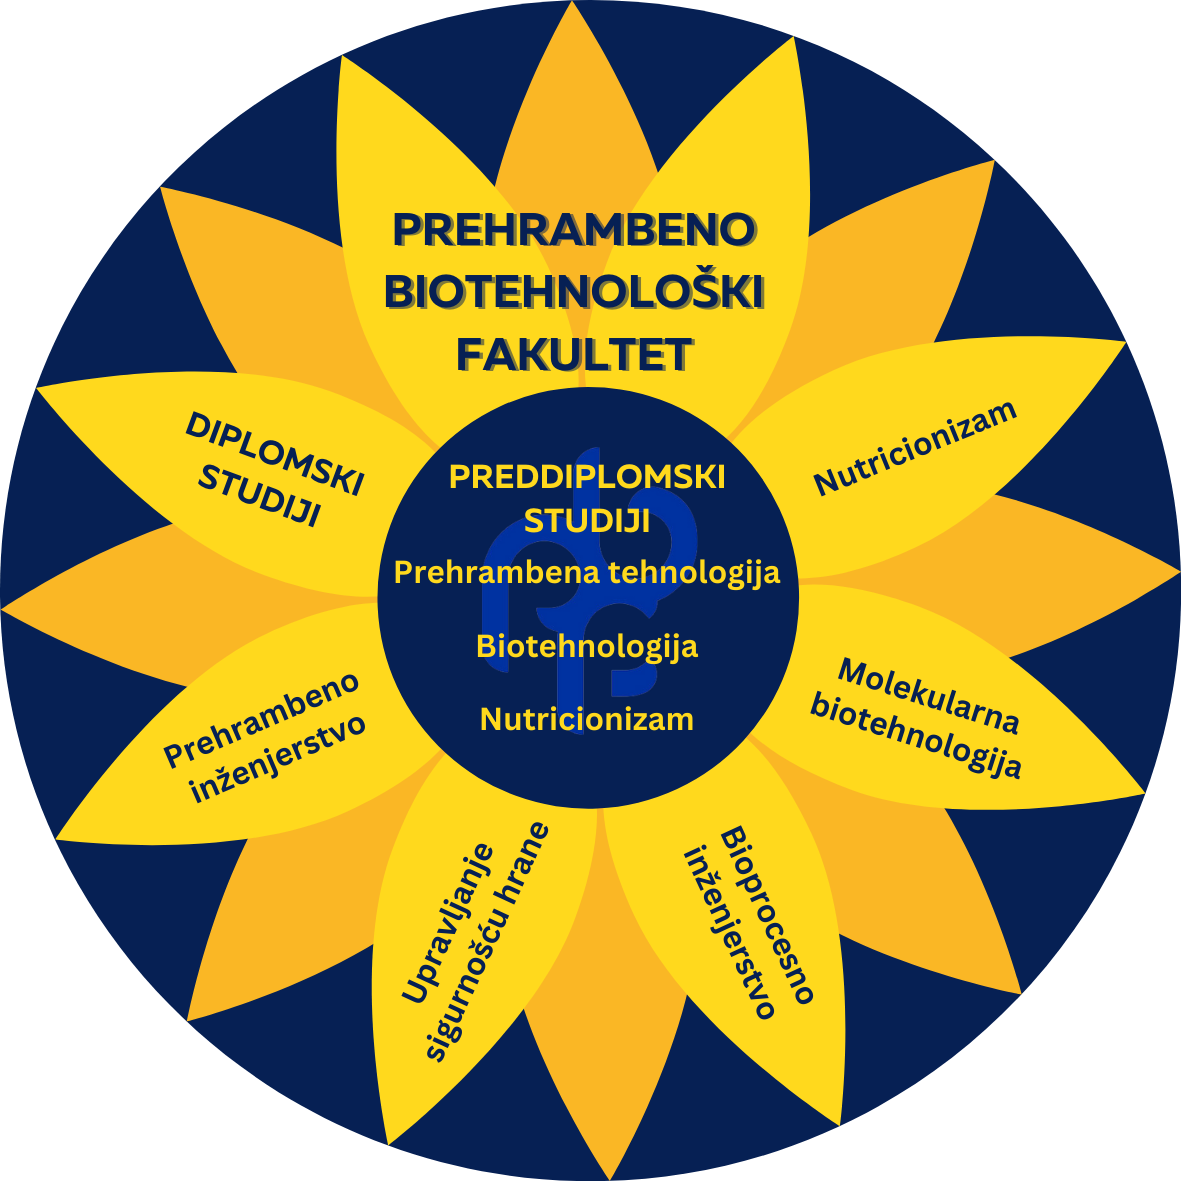 PREHRAMBENO
BIOTEHNOLOŠKI
FAKULTET
PREDDIPLOMSKI
STUDIJI
Prehrambena tehnologija
Biotehnologija
Nutricionizam
DIPLOMSKI
STUDIJI
Prehrambeno
inženjerstvo
Upravljanje
sigurnošću hrane
Bioprocesno
inženjerstvo
Molekularna
biotehnologija
Nutricionizam